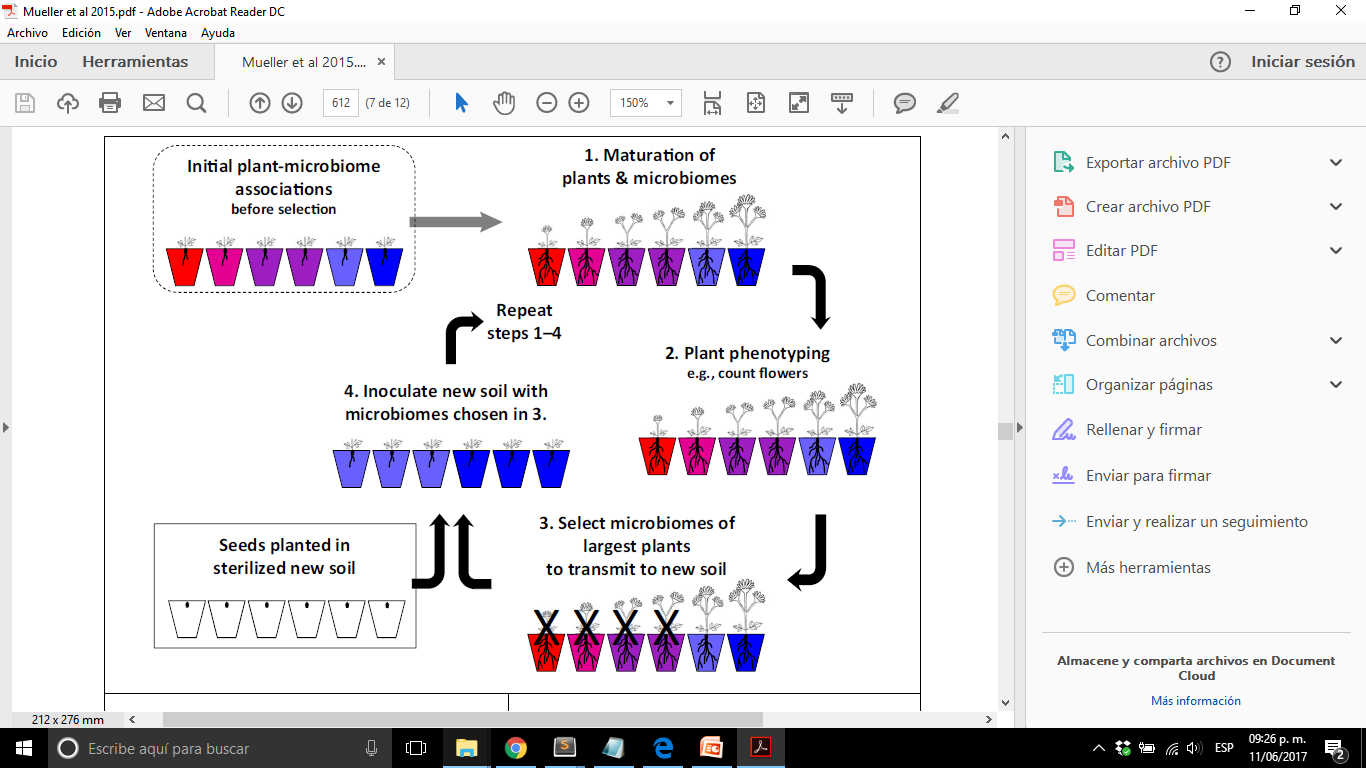 Mueller et al 2015.pdf - Adobe Acrobat Reader DC
Archivo Edición Ver Ventana Ayuda
Inicio Herramientas Mueller et al 2015.... × Iniciar sesión
612 (7 de 12) 150%
Initial plant-microbiome
associations
before selection
1. Maturation of
plants & microbiomes
Repeat
steps 1–4
2. Plant phenotyping
e.g., count flowers
4. Inoculate new soil with
microbiomes chosen in 3.
3. Select microbiomes of
largest plants
to transmit to new soil
X X X X
Seeds planted in
sterilized new soil
212 x 276 mm
Exportar archivo PDF
Crear archivo PDF
Editar PDF
Comentar
Combinar archivos
Organizar páginas
Rellenar y firmar
Enviar para firmar
Enviar y realizar un seguimiento
Más herramientas
Almacene y comparta archivos en Document
Cloud
Más información
Escribe aquí para buscar
ESP
09:26 p. m.
11/06/2017
2